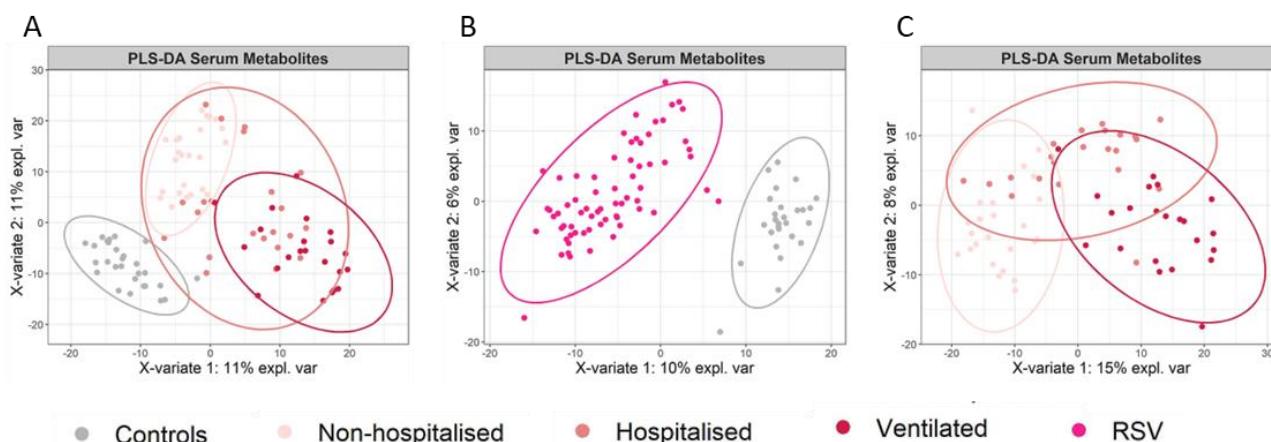 A
PLS-DA Serum Metabolites
X-variate 2: 11% expl. var
30
20
10
0
-10
-20
-20
-10
0
10
20
X-variate 1: 11% expl. var
B
PLS-DA Serum Metabolites
X-variate 2: 6% expl. var
10
0
-10
-20
-20
-10
0
10
20
X-variate 1: 10% expl. var
C
PLS-DA Serum Metabolites
X-variate 2: 8% expl. var
20
10
0
-10
-20
-20
-10
0
10
20
30
X-variate 1: 15% expl. var
Controls
Non-hospitalised
Hospitalised
Ventilated
RSV